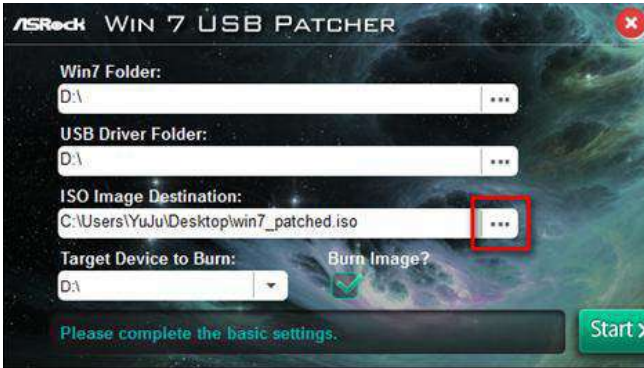 ASRock WIN 7 USB PATCHER
Win7 Folder:
D:\
USB Driver Folder:
D:\
ISO Image Destination:
C:\Users\YuJu\Desktop\win7_patched.iso
Target Device to Burn: Burn Image?
D:\
Please complete the basic settings.
Start